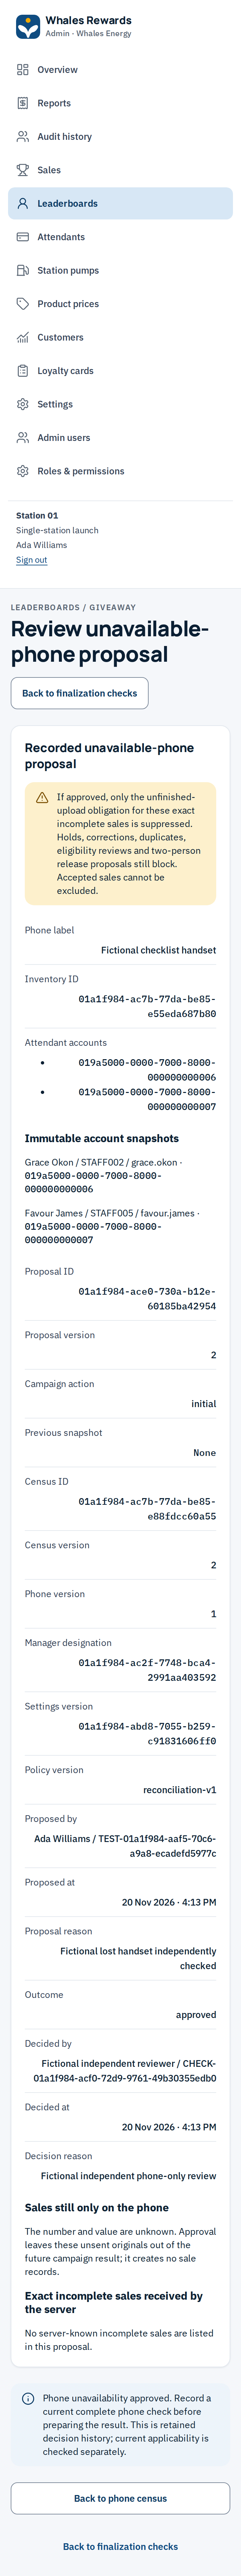 Whales Rewards
Admin · Whales Energy
Overview
Reports
Audit history
Sales
Leaderboards
Attendants
Station pumps
Product prices
Customers
Loyalty cards
Settings
Admin users
Roles & permissions
Station 01
Single-station launch
Ada Williams
Sign out
LEADERBOARDS / GIVEAWAY
Review unavailable-
phone proposal
Back to finalization checks
Recorded unavailable-phone
proposal
If approved, only the unfinished-
upload obligation for these exact
incomplete sales is suppressed.
Holds, corrections, duplicates,
eligibility reviews and two-person
release proposals still block.
Accepted sales cannot be
excluded.
Phone label
Fictional checklist handset
Inventory ID
01a1f984-ac7b-77da-be85-
e55eda687b80
Attendant accounts
• 019a5000-0000-7000-8000-
000000000006
• 019a5000-0000-7000-8000-
000000000007
Immutable account snapshots
Grace Okon / STAFF002 / grace.okon ·
019a5000-0000-7000-8000-
000000000006
Favour James / STAFF005 / favour.james ·
019a5000-0000-7000-8000-
000000000007
Proposal ID
01a1f984-ace0-730a-b12e-
60185ba42954
Proposal version
2
Campaign action
initial
Previous snapshot
None
Census ID
01a1f984-ac7b-77da-be85-
e88fdcc60a55
Census version
2
Phone version
1
Manager designation
01a1f984-ac2f-7748-bca4-
2991aa403592
Settings version
01a1f984-abd8-7055-b259-
c91831606ff0
Policy version
reconciliation-v1
Proposed by
Ada Williams / TEST-01a1f984-aaf5-70c6-
a9a8-ecadefd5977c
Proposed at
20 Nov 2026 · 4:13 PM
Proposal reason
Fictional lost handset independently
checked
Outcome
approved
Decided by
Fictional independent reviewer / CHECK-
01a1f984-acf0-72d9-9761-49b30355edb0
Decided at
20 Nov 2026 · 4:13 PM
Decision reason
Fictional independent phone-only review
Sales still only on the phone
The number and value are unknown. Approval
leaves these unsent originals out of the
future campaign result; it creates no sale
records.
Exact incomplete sales received by
the server
No server-known incomplete sales are listed
in this proposal.
Phone unavailability approved. Record a
current complete phone check before
preparing the result. This is retained
decision history; current applicability is
checked separately.
Back to phone census
Back to finalization checks